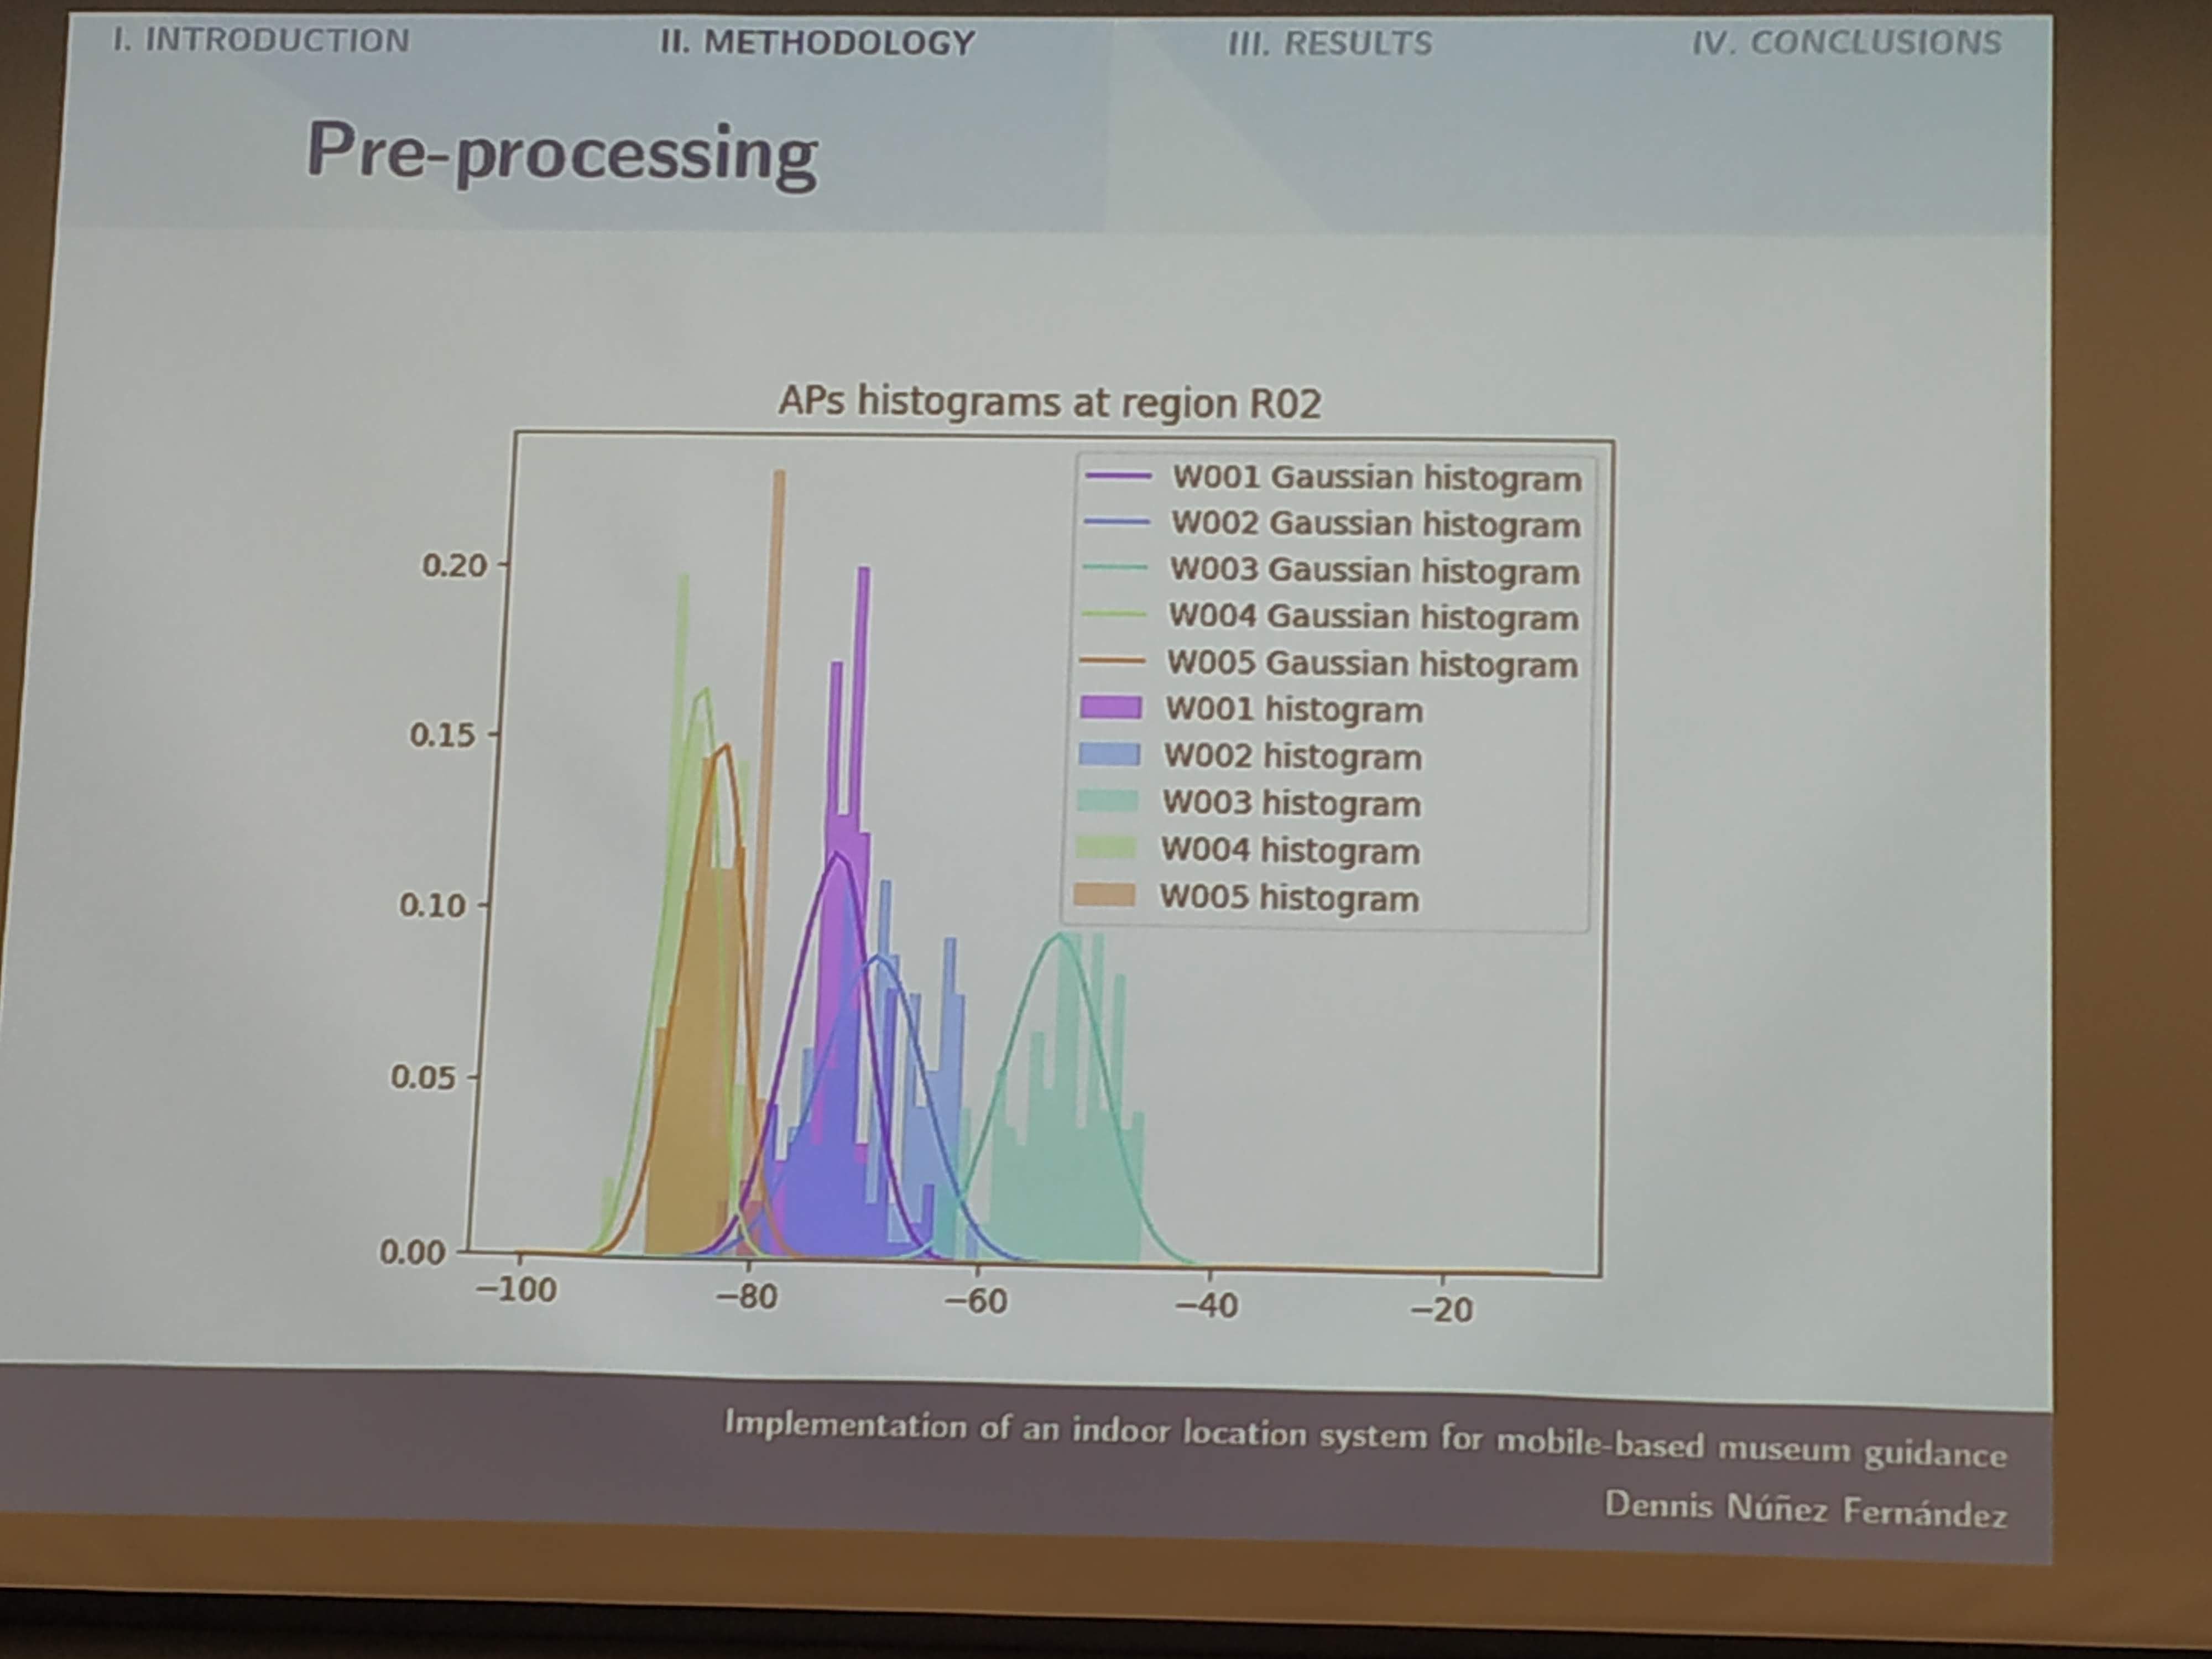 I. INTRODUCTION II. METHODOLOGY III. RESULTS IV. CONCLUSIONS
Pre-processing
APs histograms at region R02
W001 Gaussian histogram
W002 Gaussian histogram
W003 Gaussian histogram
W004 Gaussian histogram
W005 Gaussian histogram
W001 histogram
W002 histogram
W003 histogram
W004 histogram
W005 histogram
0.20
0.15
0.10
0.05
0.00
−100 −80 −60 −40 −20
Implementation of an indoor location system for mobile-based museum guidance
Dennis Núñez Fernández